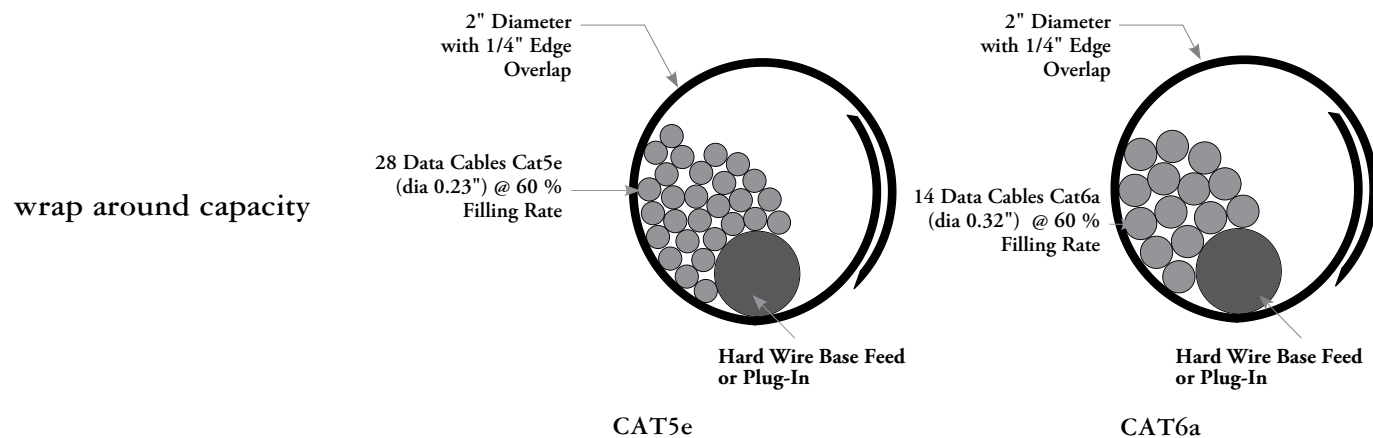 wrap around capacity
2" Diameter
with 1/4" Edge
Overlap
28 Data Cables Cat5e
(dia 0.23") @ 60 %
Filling Rate
Hard Wire Base Feed
or Plug-In
CAT5e
2" Diameter
with 1/4" Edge
Overlap
14 Data Cables Cat6a
(dia 0.32") @ 60 %
Filling Rate
Hard Wire Base Feed
or Plug-In
CAT6a